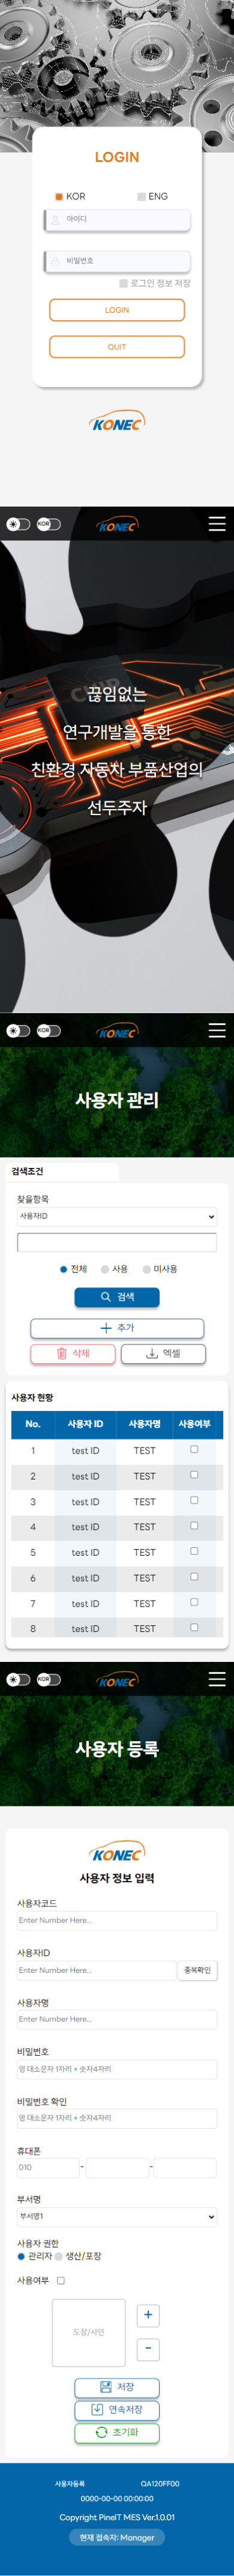 LOGIN
KOR ENG
아이디
비밀번호
로그인 정보 저장
LOGIN
QUIT
KONEC
KOR KONEC
끊임없는
연구개발을 통한
친환경 자동차 부품산업의
선두주자
KOR KONEC
사용자 관리
검색조건
찾을항목
사용자ID
전체 사용 미사용
검색
추가
삭제 엑셀
사용자 현황
No. 사용자 ID 사용자명 사용여부
1 test ID TEST
2 test ID TEST
3 test ID TEST
4 test ID TEST
5 test ID TEST
6 test ID TEST
7 test ID TEST
8 test ID TEST
KOR KONEC
사용자 등록
KONEC
사용자 정보 입력
사용자코드
Enter Number Here...
사용자ID
Enter Number Here... 중복확인
사용자명
Enter Number Here...
비밀번호
영 대소문자 1자리 + 숫자4자리
비밀번호 확인
영 대소문자 1자리 + 숫자4자리
휴대폰
010 - -
부서명
부서명1
사용자 권한
관리자 생산/포장
사용여부
도장/사인
+
-
저장
연속저장
초기화
사용자등록 QA120FF00
0000-00-00 00:00:00
Copyright PineIT MES Ver.1.0.01
현재 접속자: Manager